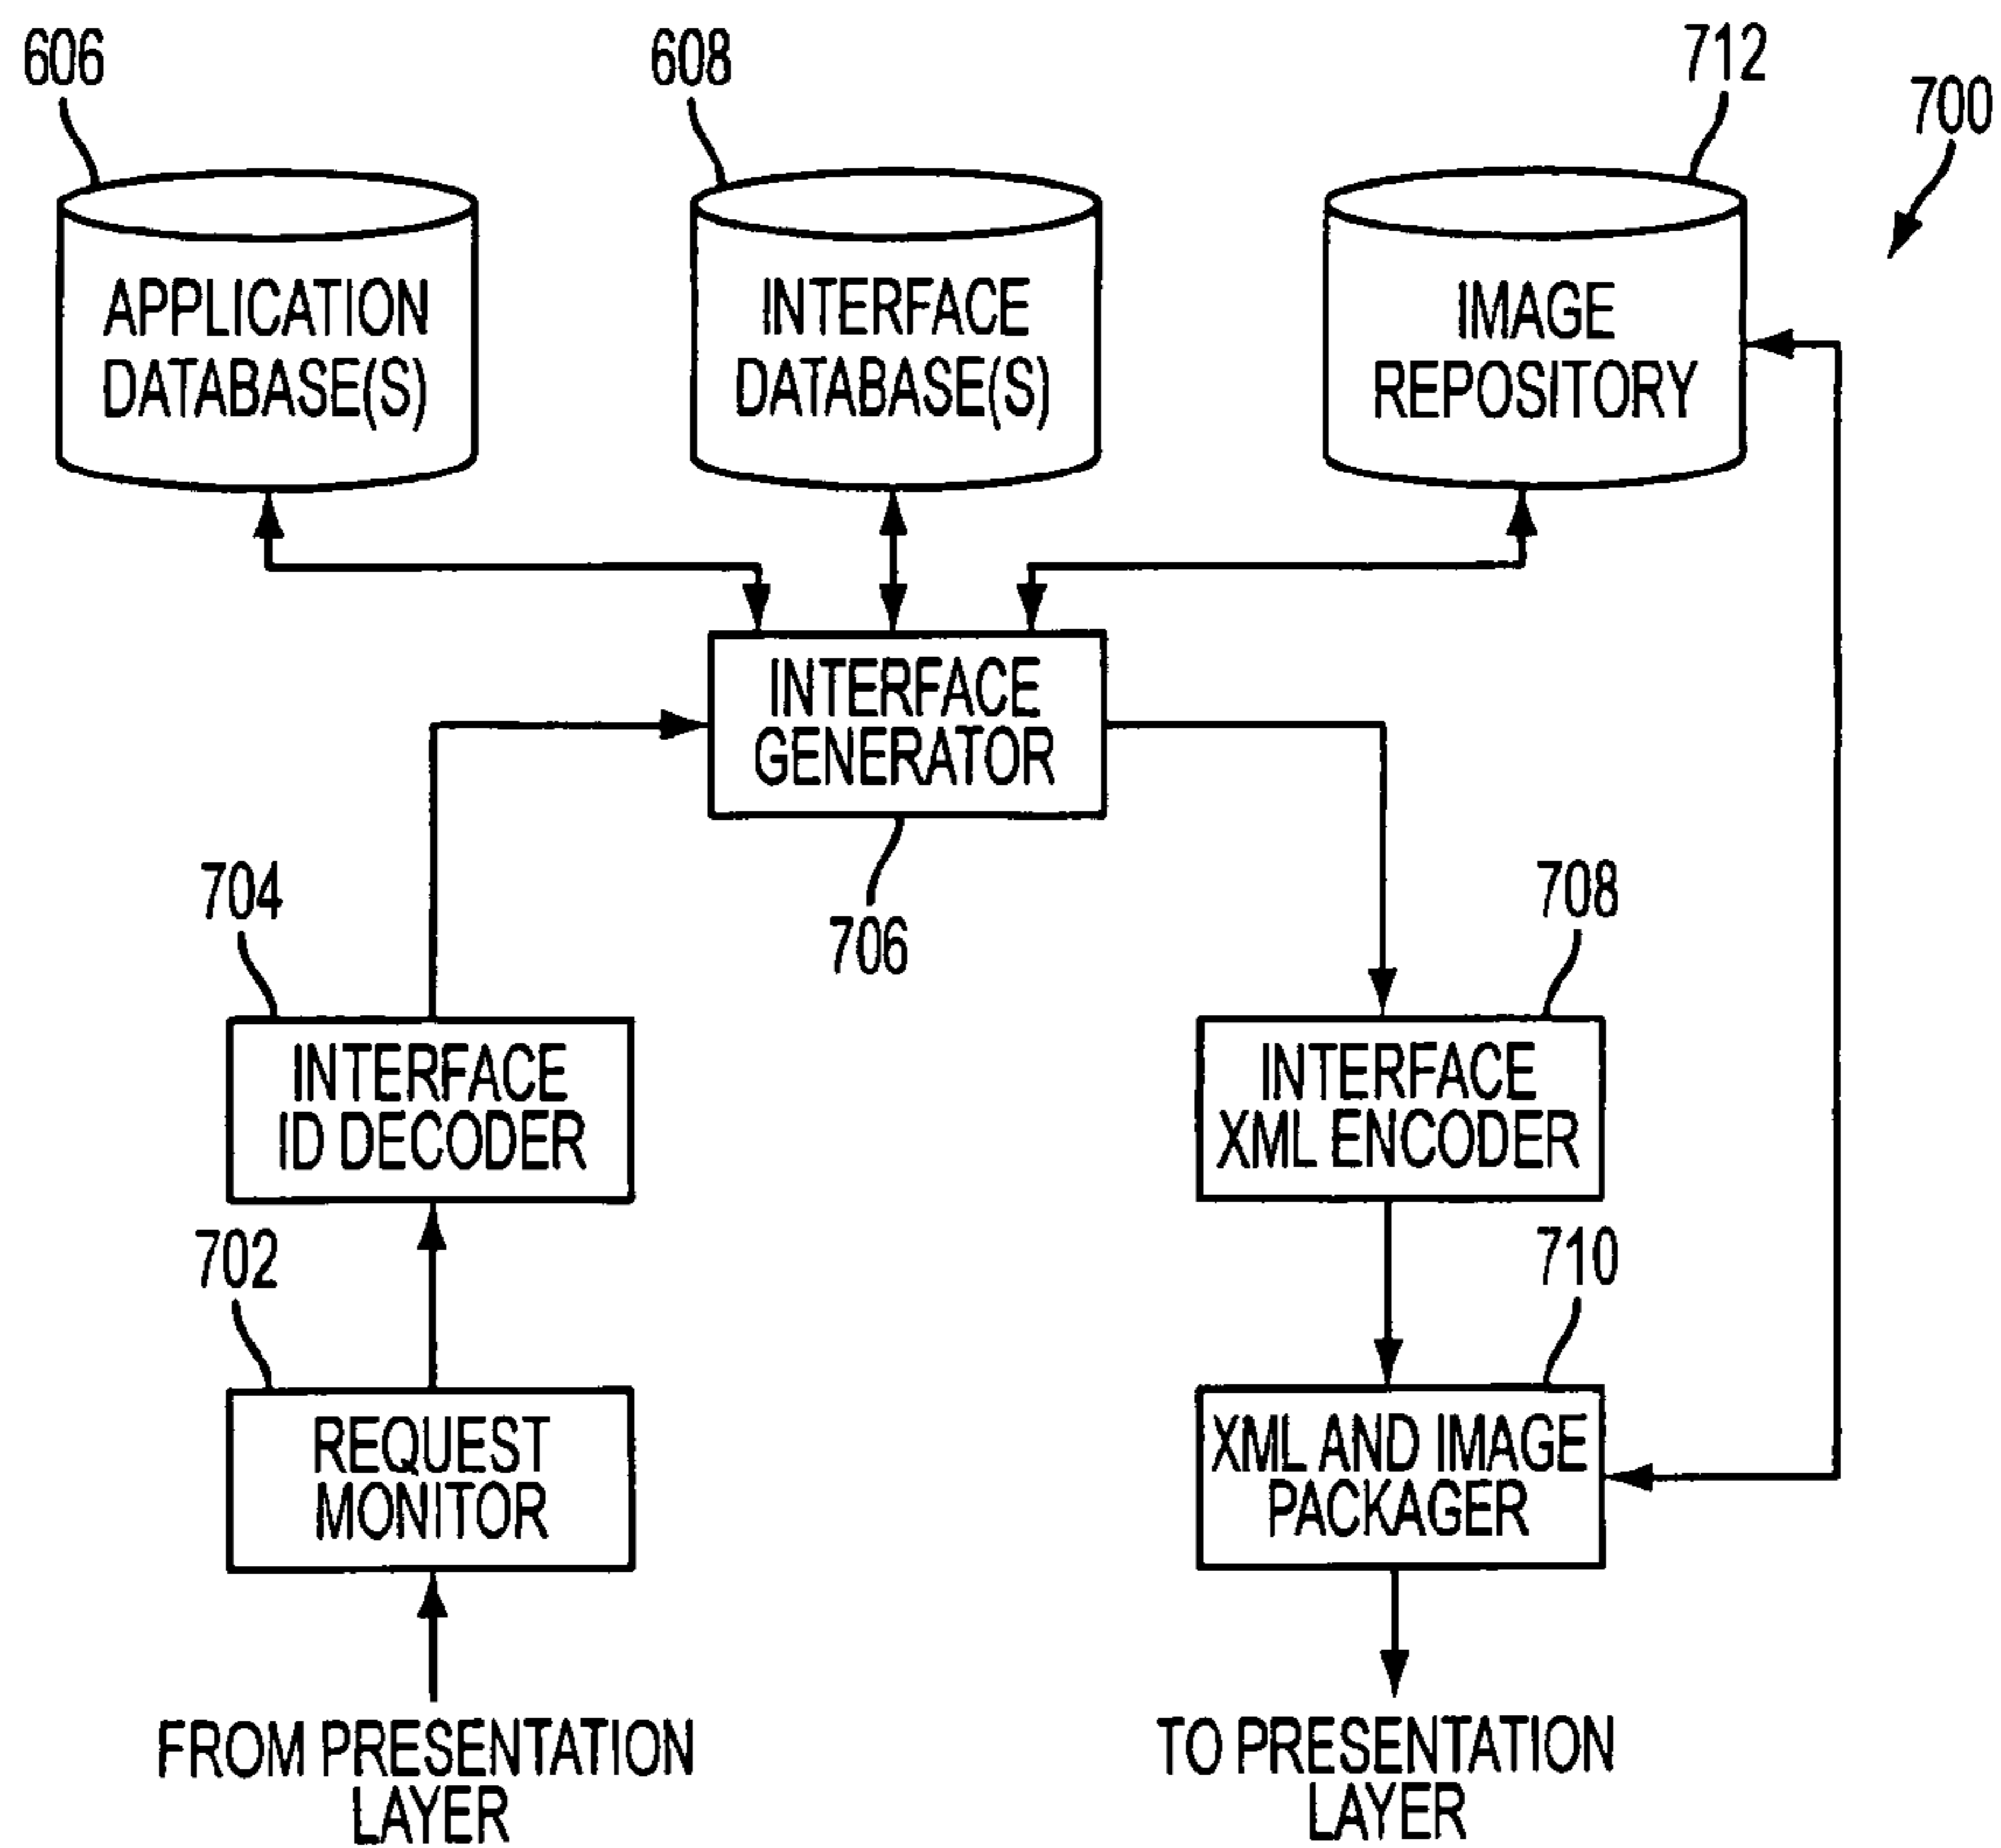 606
608
712
700
APPLICATION
DATABASE(S)
INTERFACE
DATABASE(S)
IMAGE
REPOSITORY
INTERFACE
GENERATOR
706
704
708
INTERFACE
ID DECODER
INTERFACE
XML ENCODER
702
710
REQUEST
MONITOR
XML AND IMAGE
PACKAGER
FROM PRESENTATION
LAYER
TO PRESENTATION
LAYER